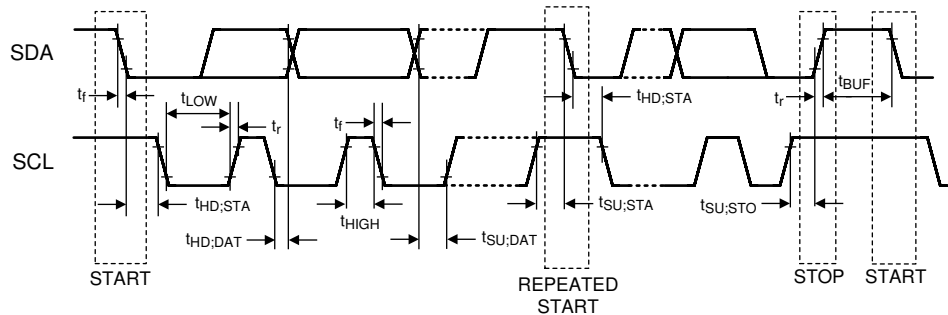 SDA
t_f
t_LOW
t_r
t_f
t_HD;STA
t_r
t_BUF
SCL
t_HD;STA
t_HD;DAT
t_HIGH
t_SU;DAT
t_SU;STA
t_SU;STO
START
REPEATED
START
STOP
START